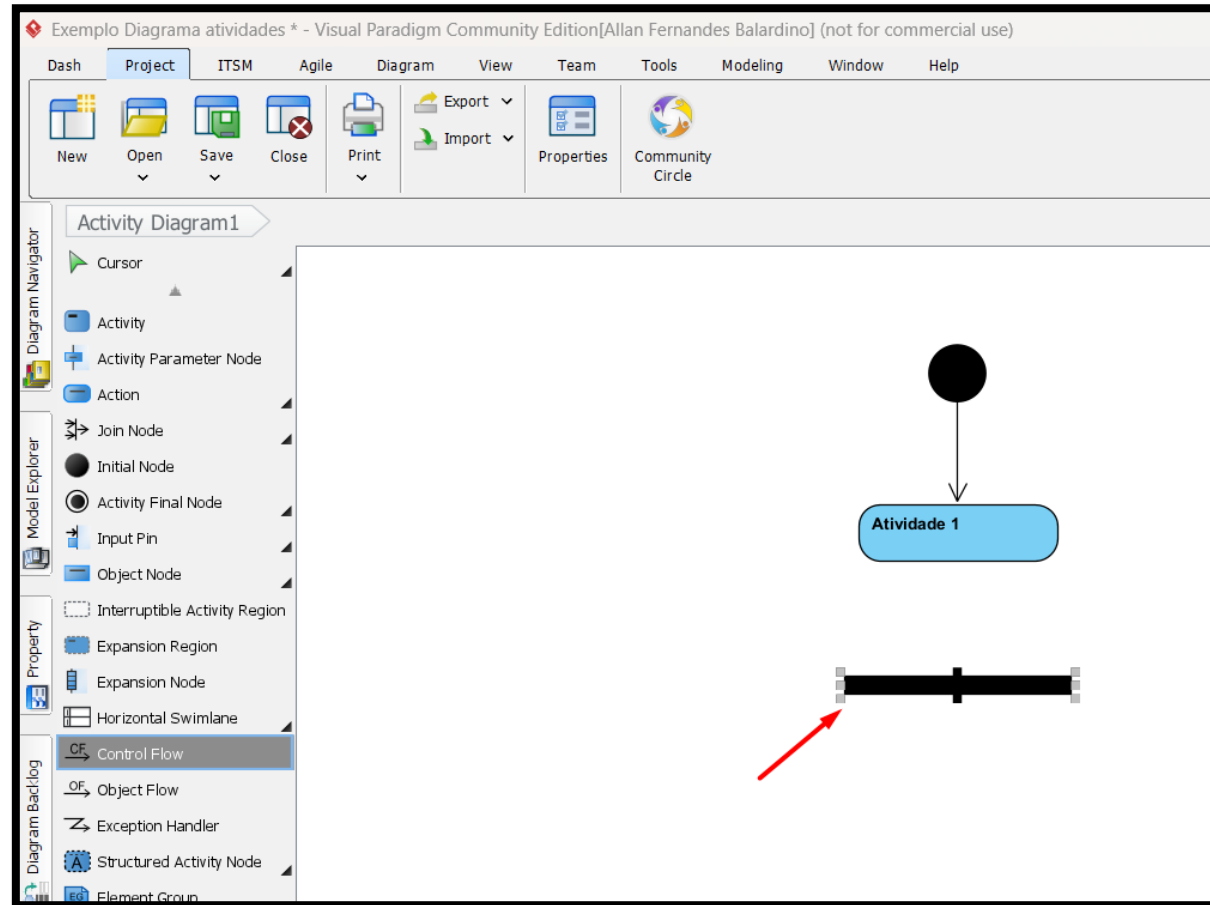 Exemplo Diagrama atividades * - Visual Paradigm Community Edition[Allan Fernandes Balardino] (not for commercial use)
Dash Project ITSM Agile Diagram View Team Tools Modeling Window Help
New Open Save Close Print Export Import Properties Community Circle
Activity Diagram1
Diagram Navigator
Model Explorer
Property
Diagram Backlog
Cursor
Activity
Activity Parameter Node
Action
Join Node
Initial Node
Activity Final Node
Input Pin
Object Node
Interruptible Activity Region
Expansion Region
Expansion Node
Horizontal Swimlane
CF Control Flow
OF Object Flow
Exception Handler
A Structured Activity Node
EG Element Group
Atividade 1